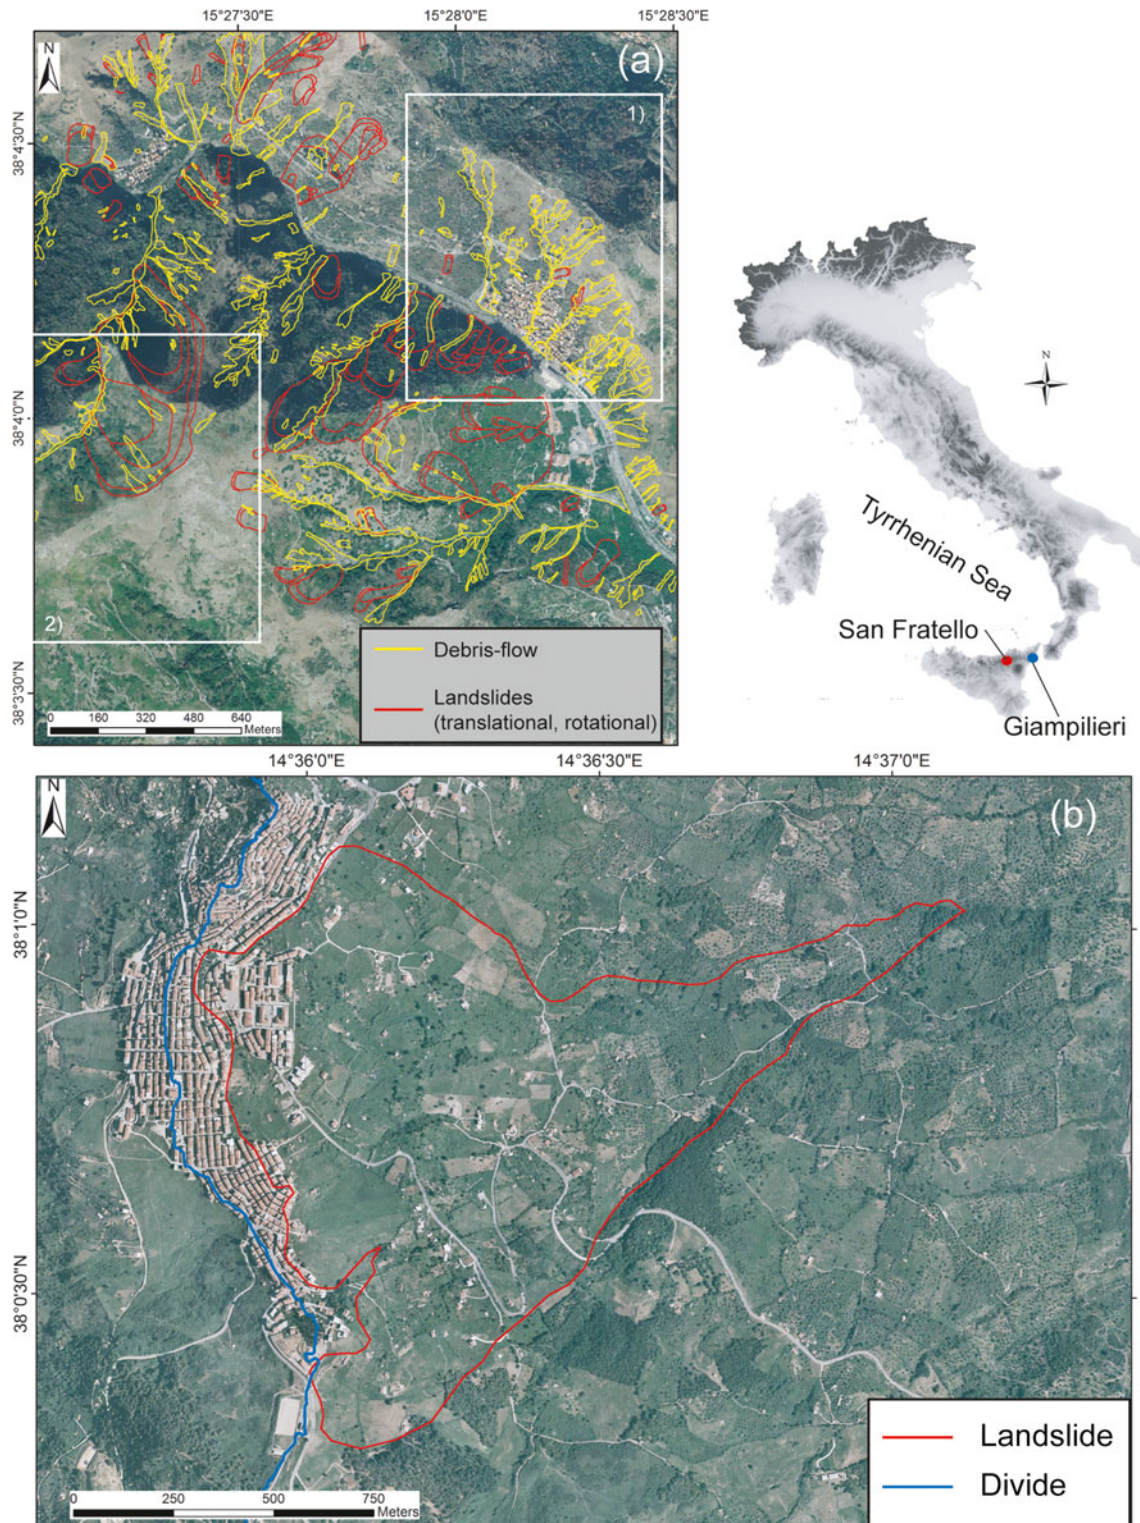 15°27'30"E 15°28'0"E 15°28'30"E
N
(a)
1)
38°4'30"N
38°4'0"N
38°3'30"N
2)
Debris-flow
Landslides
(translational, rotational)
0 160 320 480 640
Meters
N
Tyrrhenian Sea
San Fratello
Giampilieri
14°36'0"E 14°36'30"E 14°37'0"E
N
(b)
38°1'0"N
38°0'30"N
Landslide
Divide
0 250 500 750
Meters